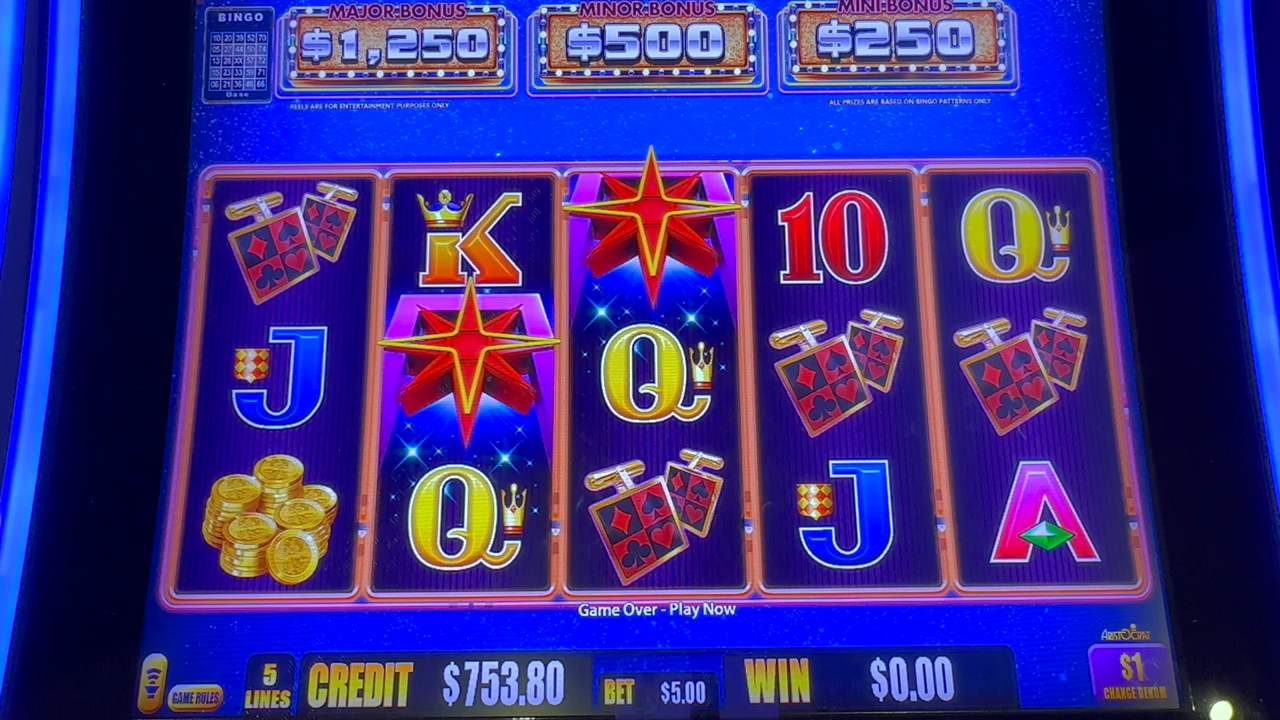 BINGO
MAJOR BONUS
$1,250
MINOR BONUS
$500
MINI BONUS
$250
Base
REELS ARE FOR ENTERTAINMENT PURPOSES ONLY
ALL PRIZES ARE BASED ON BINGO PATTERNS ONLY
K
10
Q
J
Q
Q
J
A
Game Over - Play Now
ARISTOCRAT
GAME RULES
5
LINES
CREDIT
$753.80
BET
$5.00
WIN
$0.00
$1
CHANGE DENOM